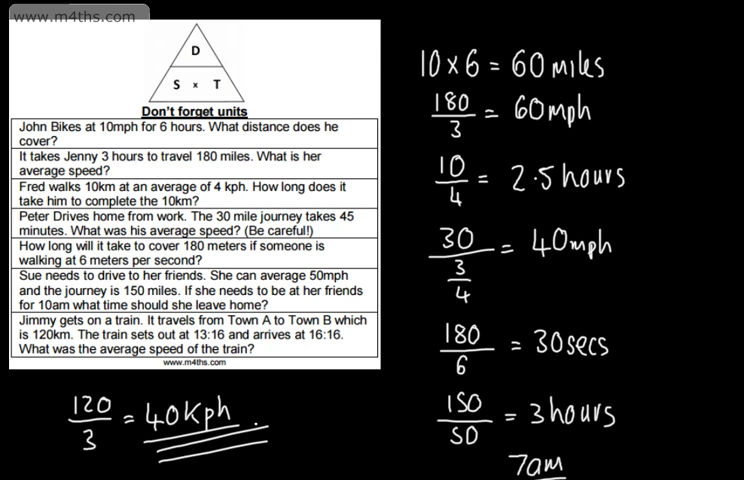 www.m4ths.com
D
S x T
Don't forget units
John Bikes at 10mph for 6 hours. What distance does he
cover?
It takes Jenny 3 hours to travel 180 miles. What is her
average speed?
Fred walks 10km at an average of 4 kph. How long does it
take him to complete the 10km?
Peter Drives home from work. The 30 mile journey takes 45
minutes. What was his average speed? (Be careful!)
How long will it take to cover 180 meters if someone is
walking at 6 meters per second?
Sue needs to drive to her friends. She can average 50mph
and the journey is 150 miles. If she needs to be at her friends
for 10am what time should she leave home?
Jimmy gets on a train. It travels from Town A to Town B which
is 120km. The train sets out at 13:16 and arrives at 16:16.
What was the average speed of the train?
www.m4ths.com
10 x 6 = 60 miles
180/3 = 60mph
10/4 = 2.5 hours
30/(3/4) = 40mph
180/6 = 30secs
150/50 = 3 hours
7am
120/3 = 40Kph.